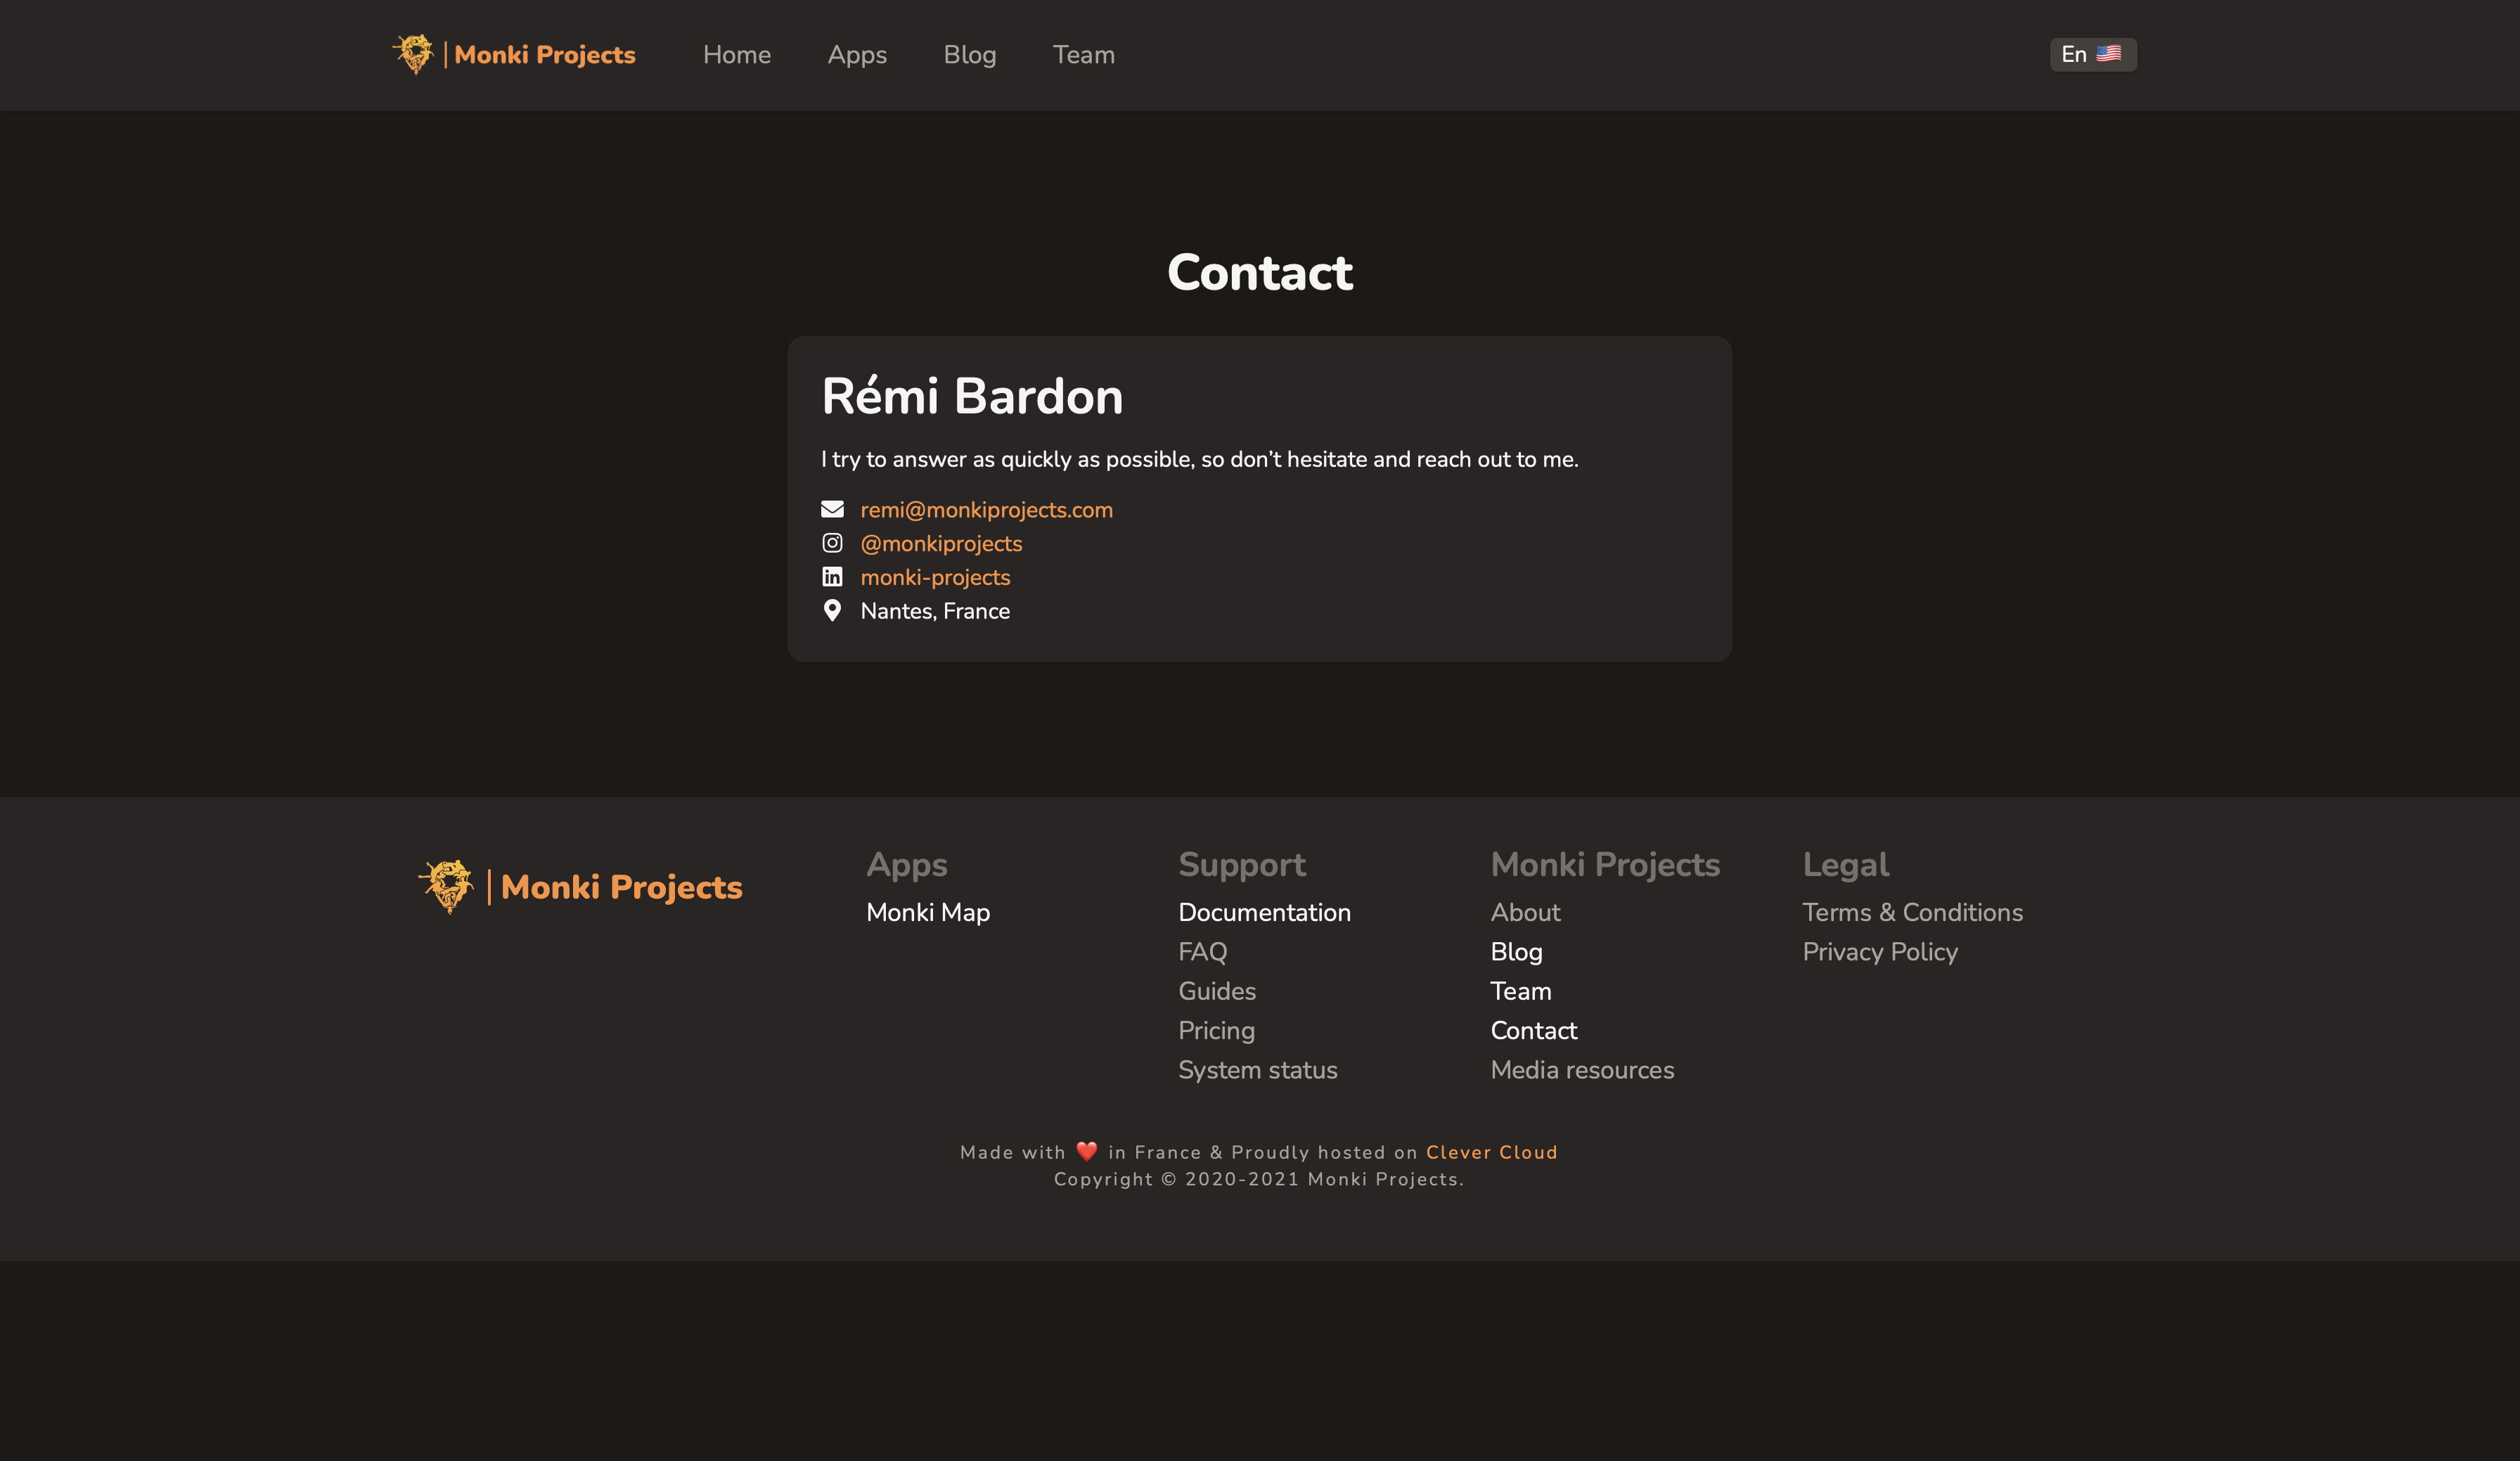 Monki Projects Home Apps Blog Team En
Contact
Rémi Bardon
I try to answer as quickly as possible, so don’t hesitate and reach out to me.
remi@monkiprojects.com
@monkiprojects
monki-projects
Nantes, France
Monki Projects
Apps
Monki Map
Support
Documentation
FAQ
Guides
Pricing
System status
Monki Projects
About
Blog
Team
Contact
Media resources
Legal
Terms & Conditions
Privacy Policy
Made with ❤️ in France & Proudly hosted on Clever Cloud
Copyright © 2020-2021 Monki Projects.